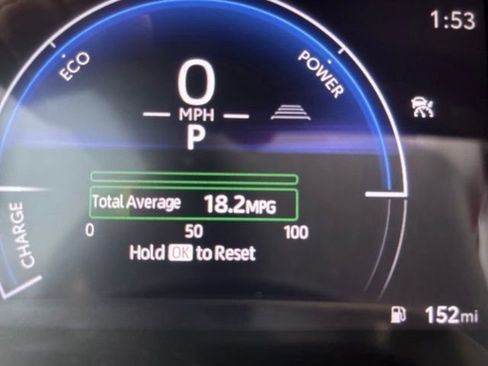 1:53
ECO
POWER
0
MPH
P
Total Average 18.2MPG
0 50 100
CHARGE
Hold OK to Reset
152mi